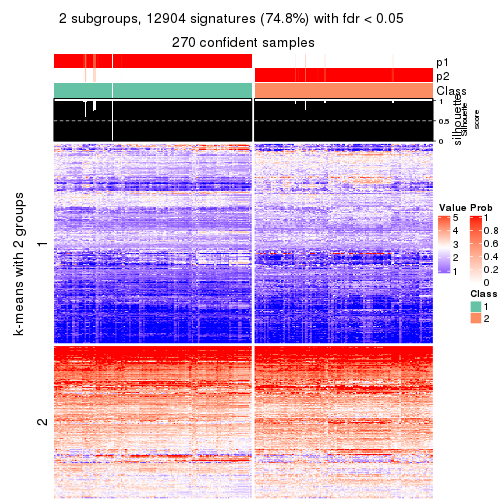 2 subgroups, 12904 signatures (74.8%) with fdr < 0.05
270 confident samples
p1
p2
Class
1
0.5
0
silhouette
Silhouette
score
k-means with 2 groups
1
2
Value
5
4
3
2
1
Prob
1
0.8
0.6
0.4
0.2
0
Class
1
2